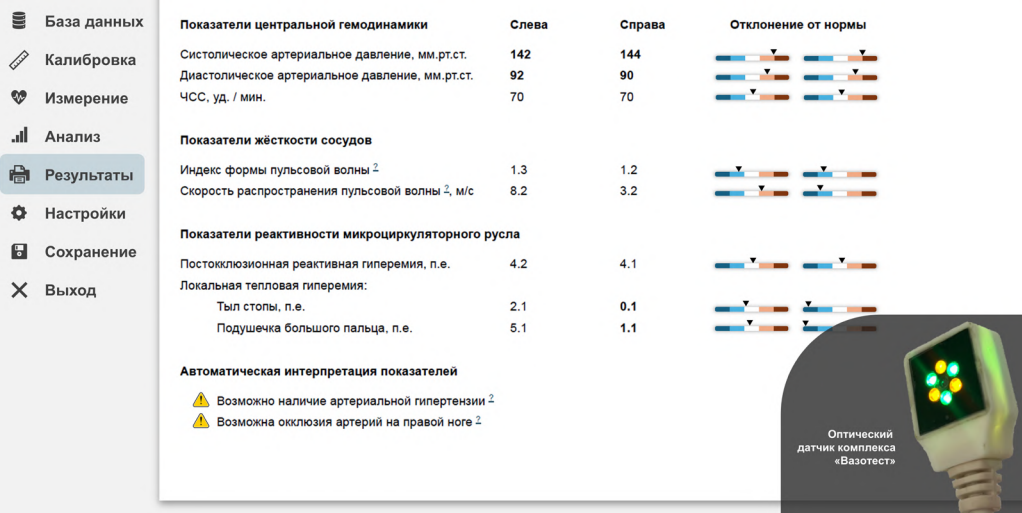 База данных
Калибровка
Измерение
Анализ
Результаты
Настройки
Сохранение
Выход
Показатели центральной гемодинамики Слева Справа Отклонение от нормы
Систолическое артериальное давление, мм.рт.ст. 142 144
Диастолическое артериальное давление, мм.рт.ст. 92 90
ЧСС, уд. / мин. 70 70
Показатели жёсткости сосудов
Индекс формы пульсовой волны ? 1.3 1.2
Скорость распространения пульсовой волны ?, м/с 8.2 3.2
Показатели реактивности микроциркуляторного русла
Постокклюзионная реактивная гиперемия, п.е. 4.2 4.1
Локальная тепловая гиперемия:
Тыл стопы, п.е. 2.1 0.1
Подушечка большого пальца, п.е. 5.1 1.1
Автоматическая интерпретация показателей
Возможно наличие артериальной гипертензии ?
Возможна окклюзия артерий на правой ноге ?
Оптический
датчик комплекса
«Вазотест»